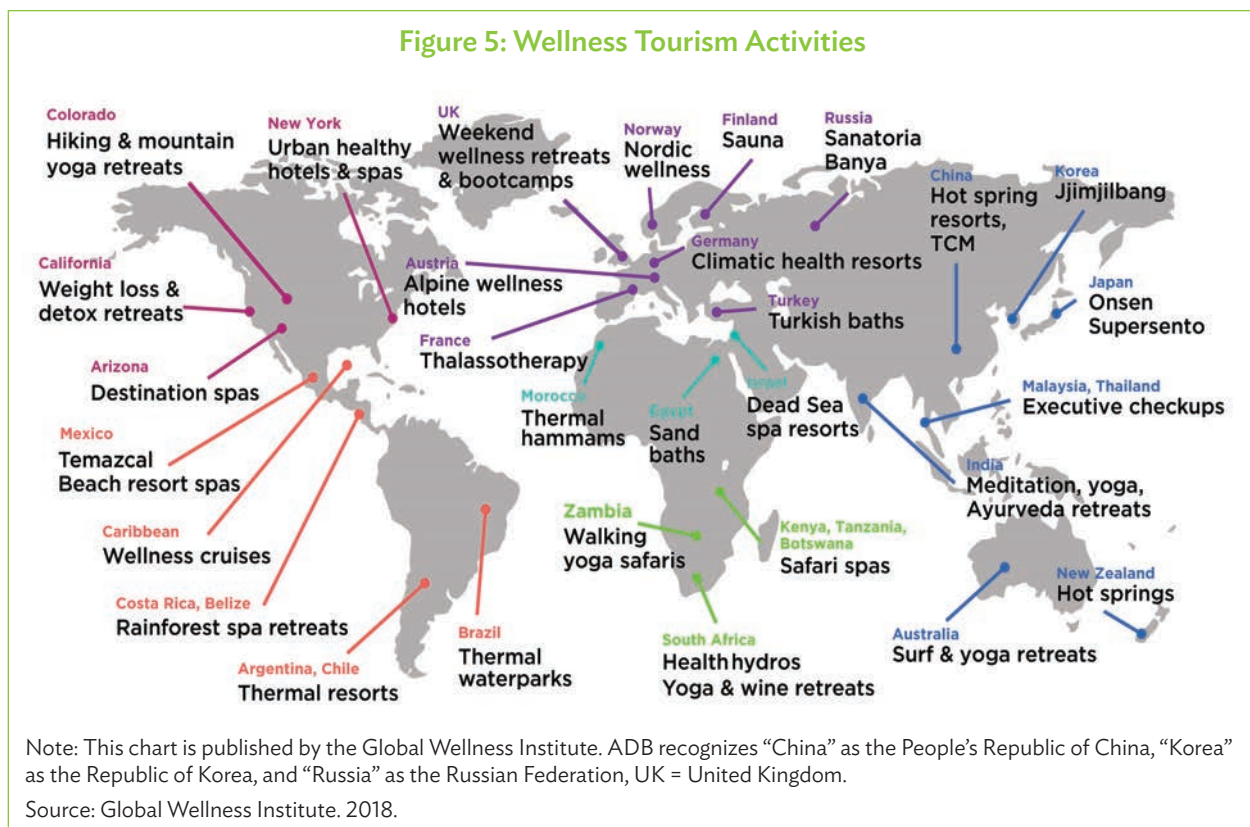 Figure 5: Wellness Tourism Activities
Colorado
Hiking & mountain
yoga retreats
New York
Urban healthy
hotels & spas
UK
Weekend
wellness retreats
& bootcamps
Norway
Nordic
wellness
Finland
Sauna
Russia
Sanatoria
Banya
China
Hot spring
resorts,
TCM
Korea
Jjimjilbang
California
Weight loss &
detox retreats
Austria
Alpine wellness
hotels
Germany
Climatic health resorts
Japan
Onsen
Supersento
Turkey
Turkish baths
France
Thalassotherapy
Arizona
Destination spas
Morocco
Thermal
hammams
Egypt
Sand
baths
Israel
Dead Sea
spa resorts
Malaysia, Thailand
Executive checkups
Mexico
Temazcal
Beach resort spas
India
Meditation, yoga,
Ayurveda retreats
Caribbean
Wellness cruises
Zambia
Walking
yoga safaris
Kenya, Tanzania,
Botswana
Safari spas
New Zealand
Hot springs
Costa Rica, Belize
Rainforest spa retreats
Brazil
Thermal
waterparks
South Africa
Health hydros
Yoga & wine retreats
Australia
Surf & yoga retreats
Argentina, Chile
Thermal resorts
Note: This chart is published by the Global Wellness Institute. ADB recognizes “China” as the People’s Republic of China, “Korea”
as the Republic of Korea, and “Russia” as the Russian Federation, UK = United Kingdom.
Source: Global Wellness Institute. 2018.